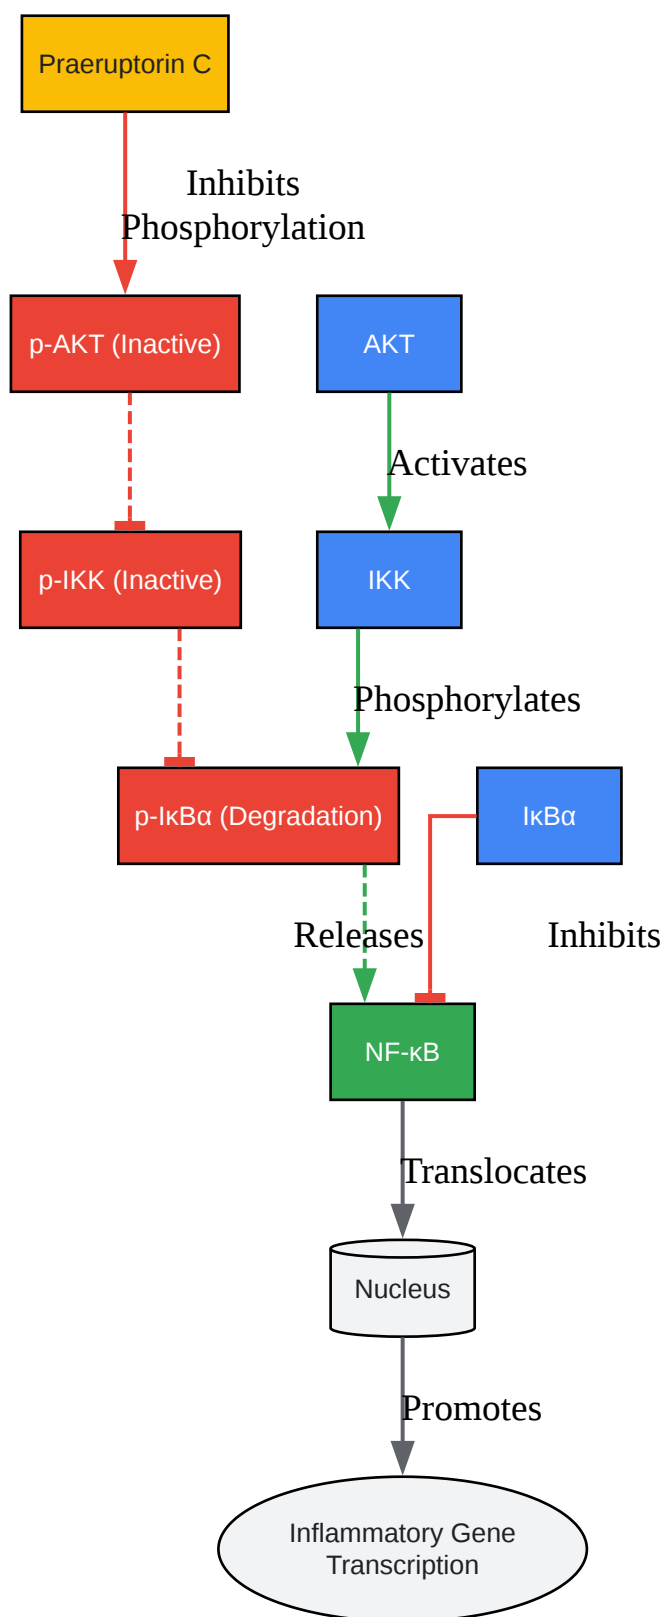 Praeruptorin C
Inhibits
Phosphorylation
p-AKT (Inactive)
AKT
Activates
p-IKK (Inactive)
IKK
Phosphorylates
p-IκBα (Degradation)
IκBα
Releases
Inhibits
NF-κB
Translocates
Nucleus
Promotes
Inflammatory Gene
Transcription